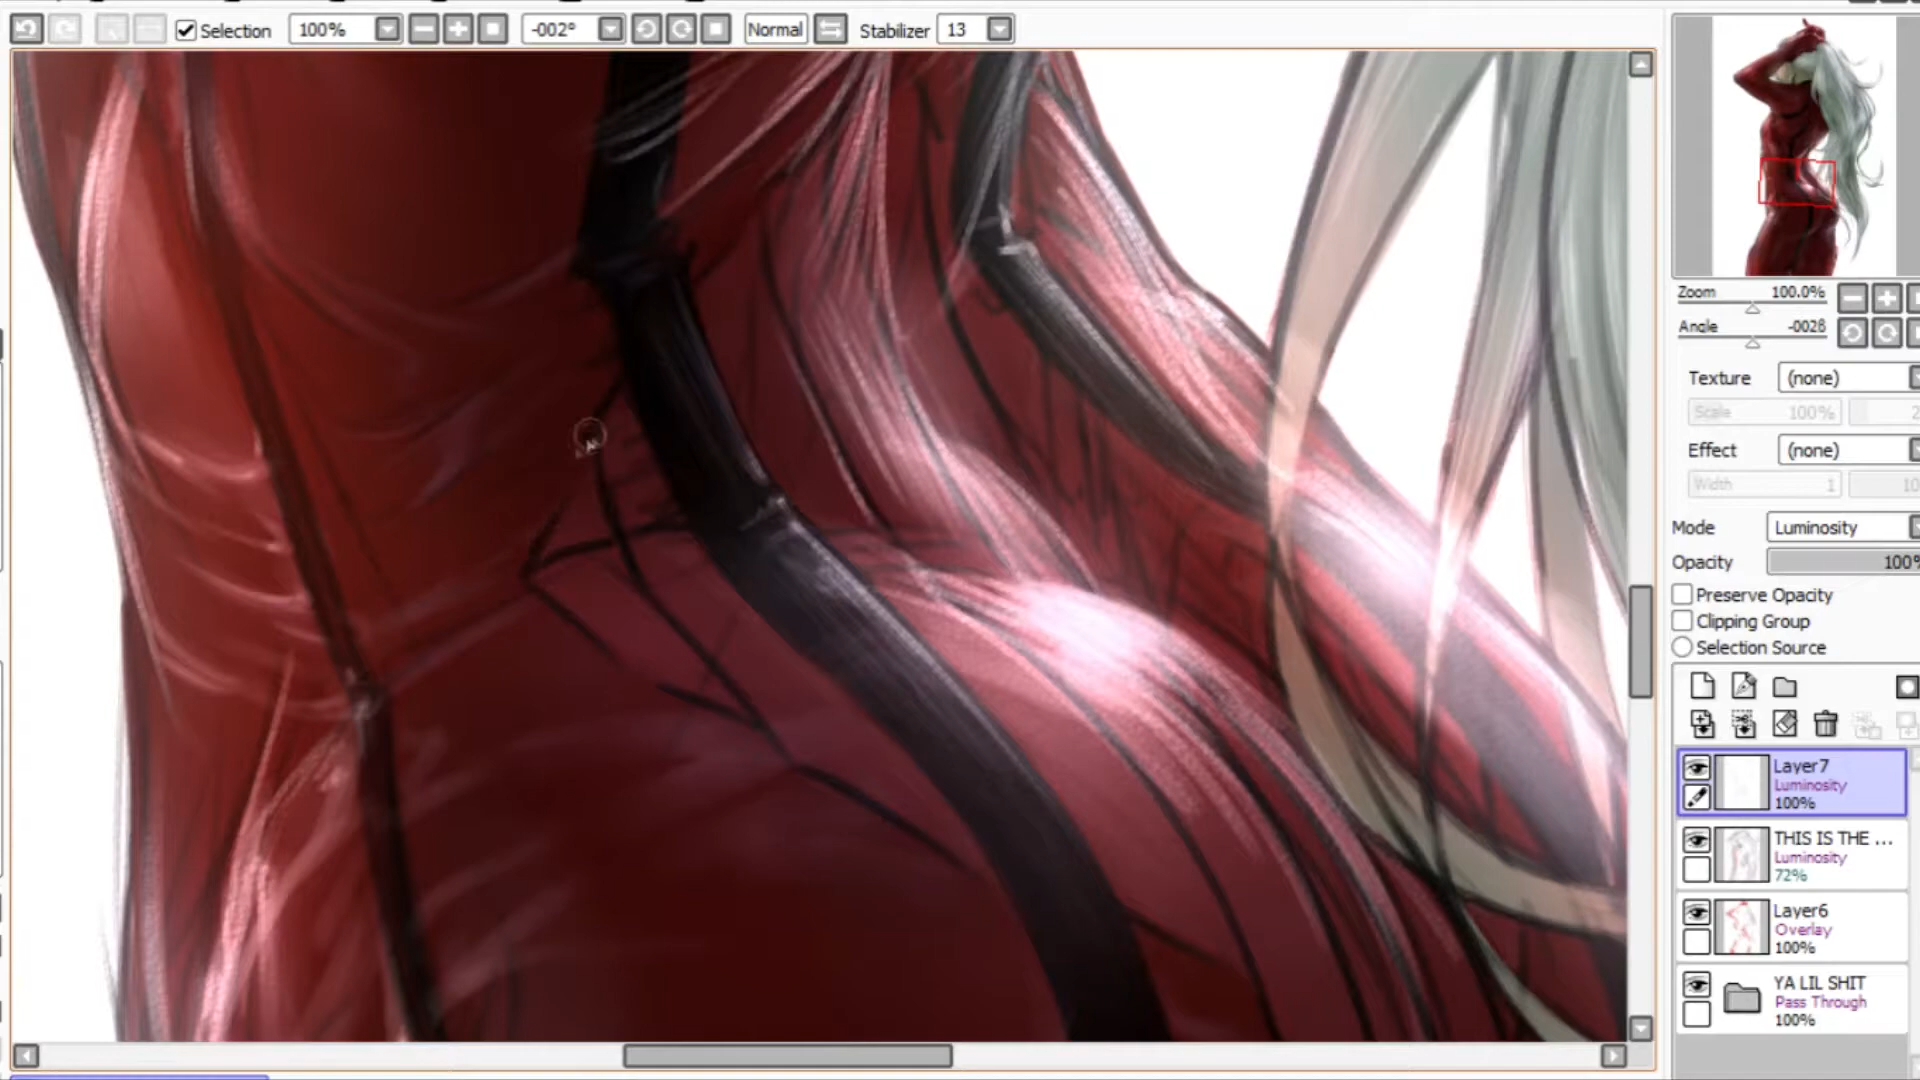 Selection 100% -002° Normal Stabilizer 13
Zoom 100.0%
Angle -0028
Texture (none)
Scale 100% 2
Effect (none)
Width 1 10
Mode Luminosity
Opacity 100%
Preserve Opacity
Clipping Group
Selection Source
Layer7
Luminosity
100%
THIS IS THE ...
Luminosity
72%
Layer6
Overlay
100%
YA LIL SHIT
Pass Through
100%